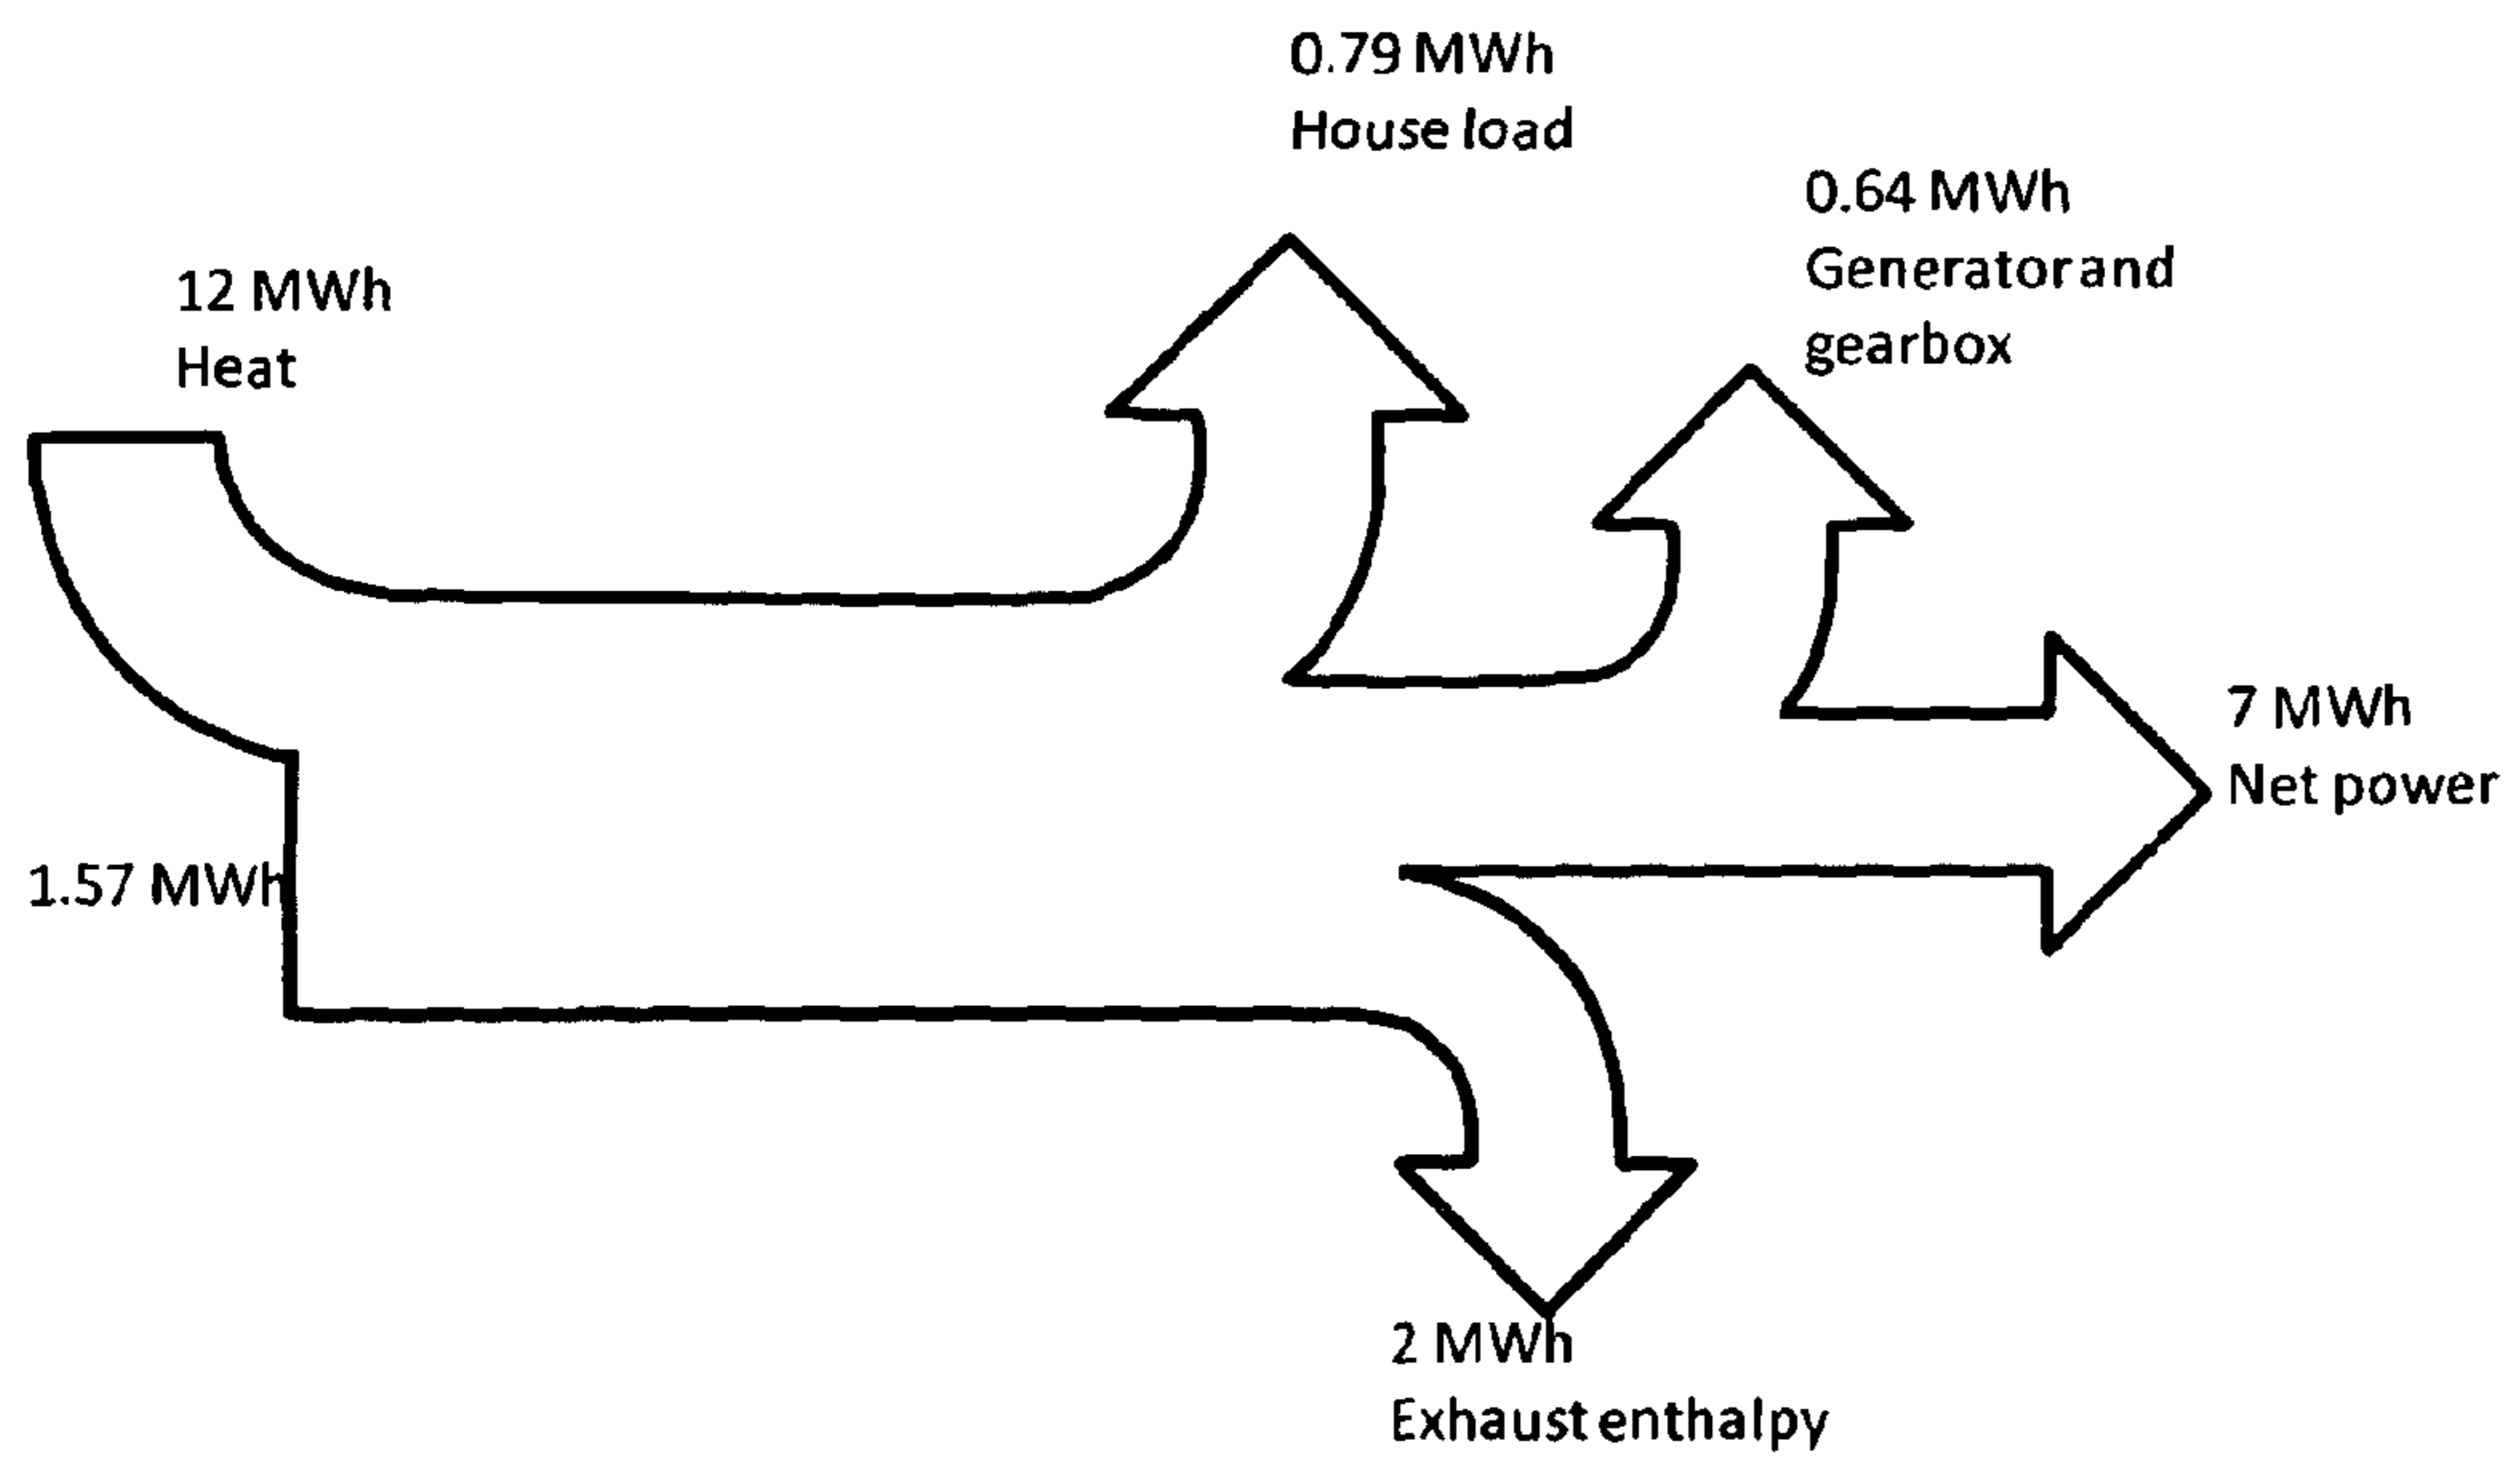 0.79 MWh
House load
0.64 MWh
Generator and
gearbox
12 MWh
Heat
7 MWh
Net power
1.57 MWh
2 MWh
Exhaust enthalpy